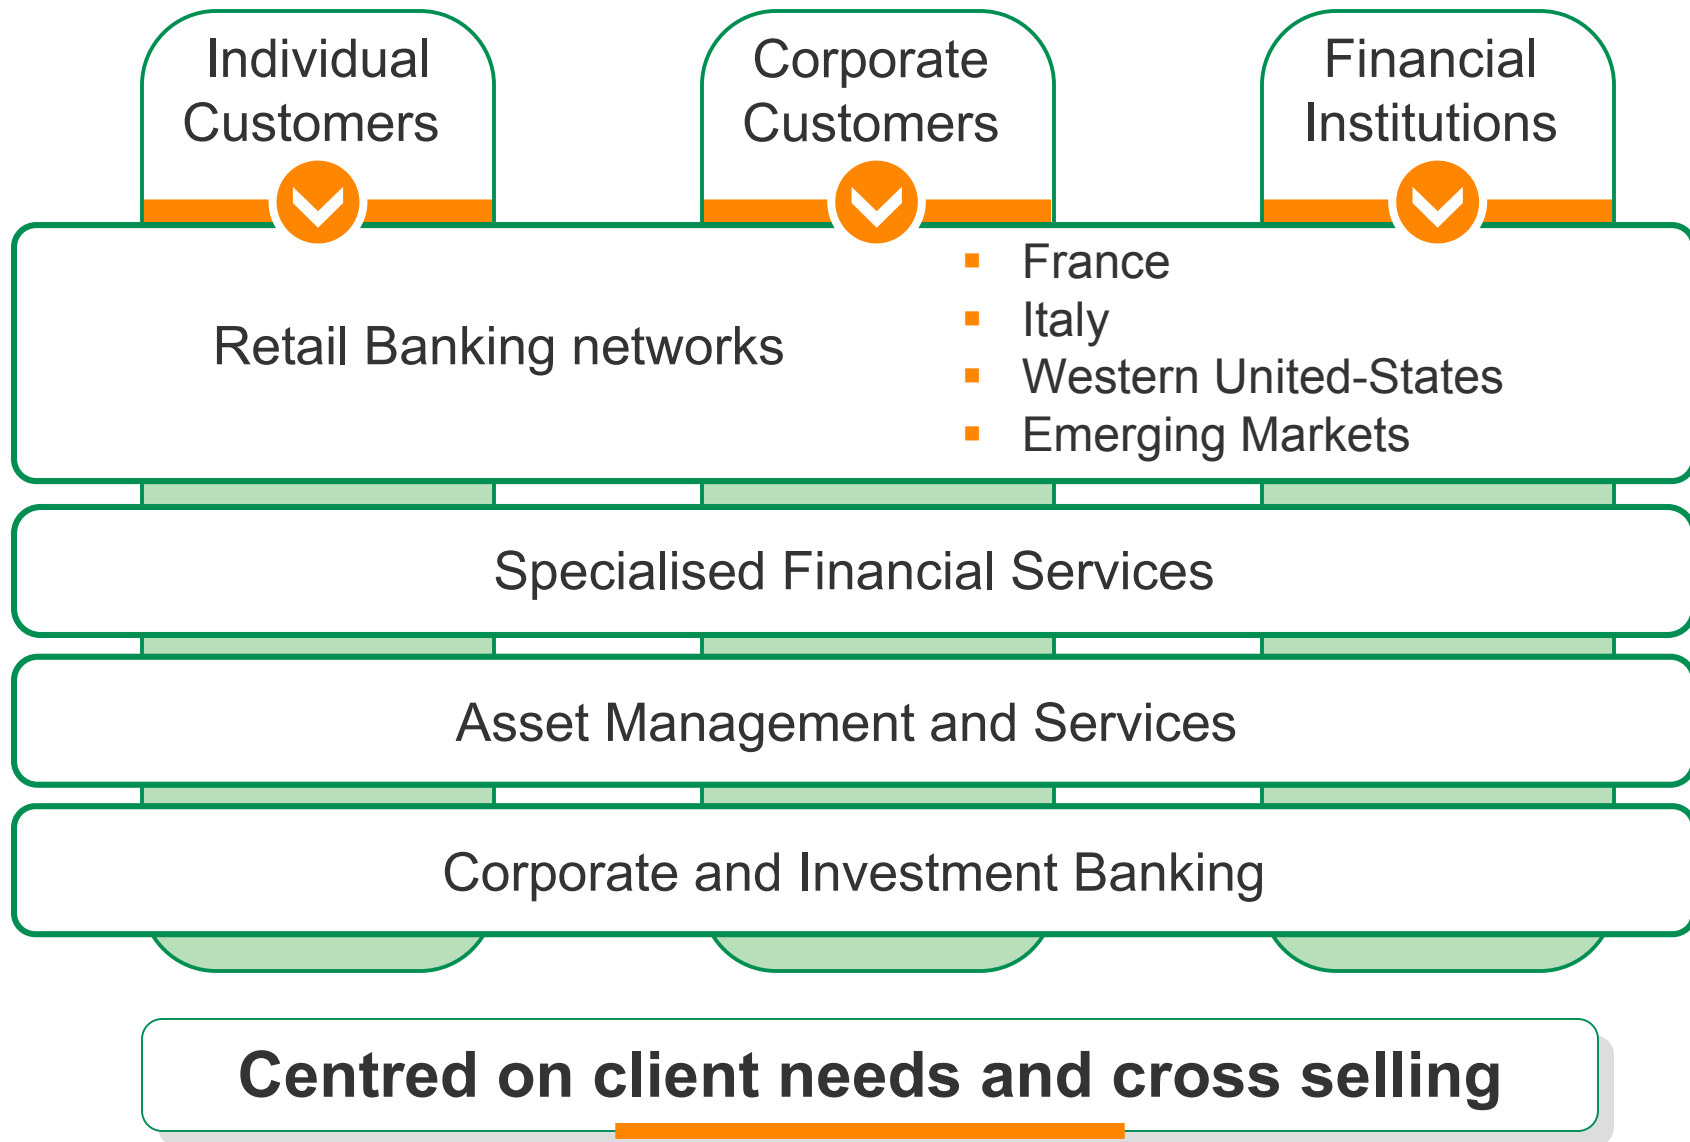 Individual
Customers
Corporate
Customers
Financial
Institutions
Retail Banking networks
▪ France
▪ Italy
▪ Western United-States
▪ Emerging Markets
Specialised Financial Services
Asset Management and Services
Corporate and Investment Banking
Centred on client needs and cross selling